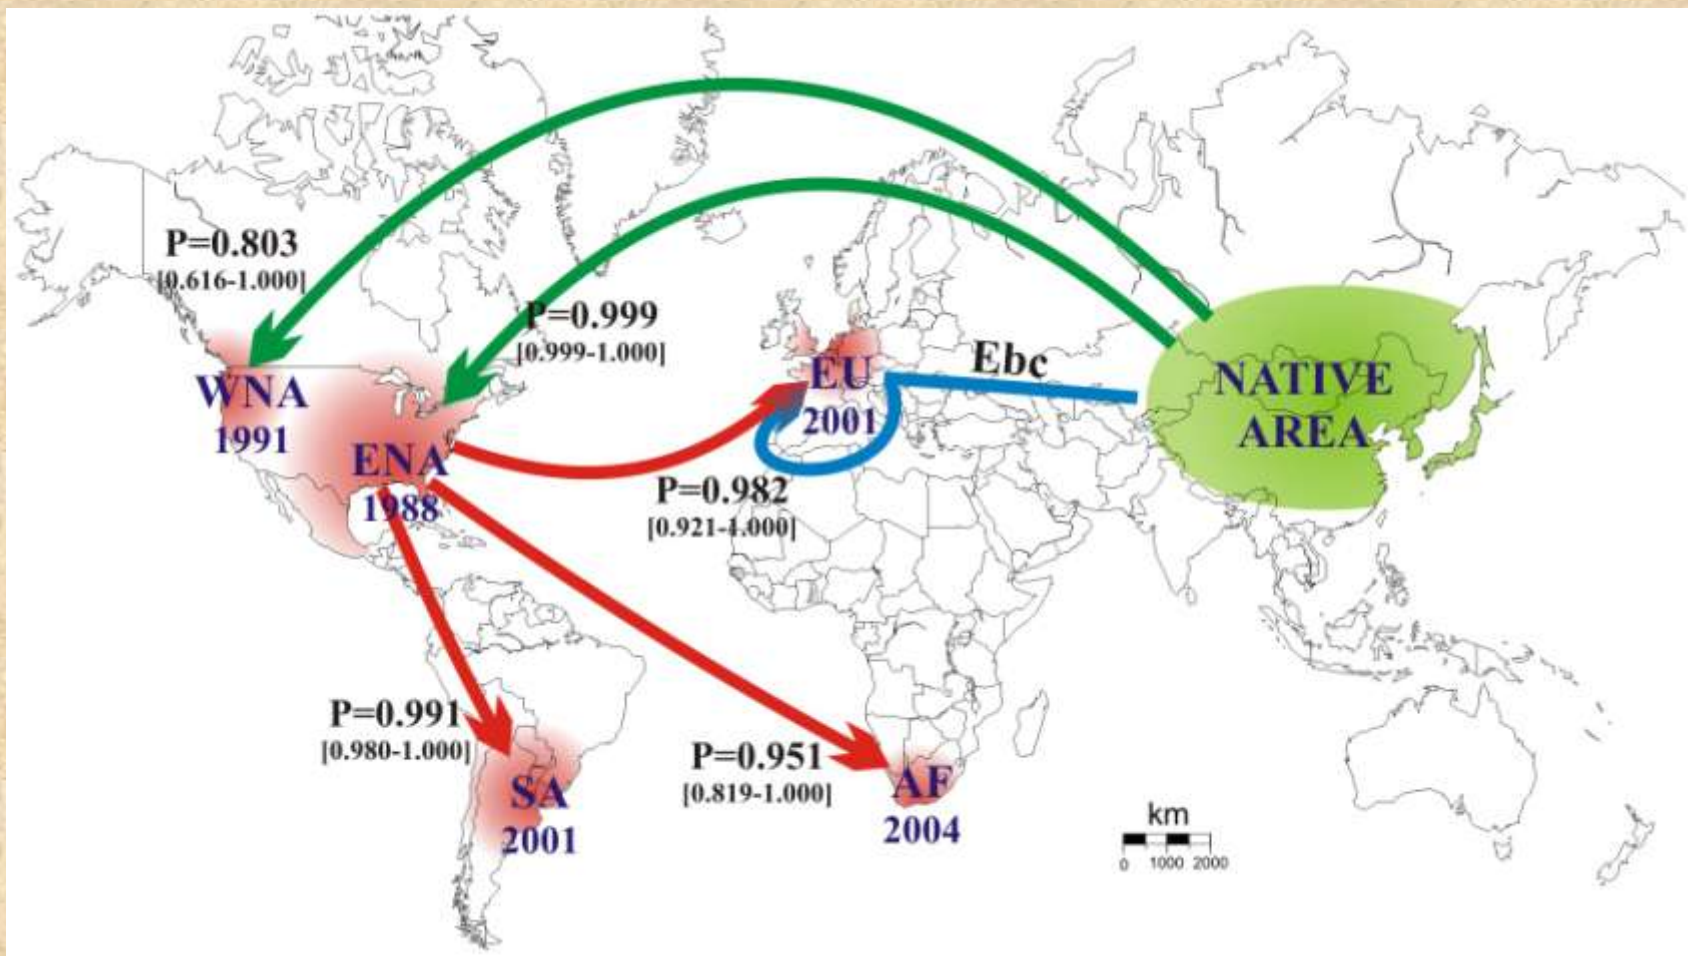 P=0.803
[0.616-1.000]
P=0.999
[0.999-1.000]
WNA
1991
ENA
1988
EU
2001
Ebc
NATIVE
AREA
P=0.982
[0.921-1.000]
P=0.991
[0.980-1.000]
P=0.951
[0.819-1.000]
SA
2001
AF
2004
km
0 1000 2000